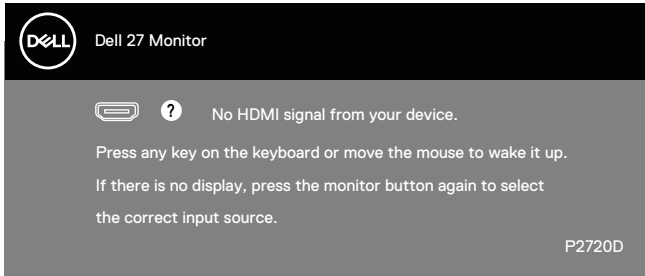 DELL
Dell 27 Monitor
? No HDMI signal from your device.
Press any key on the keyboard or move the mouse to wake it up.
If there is no display, press the monitor button again to select
the correct input source.
P2720D